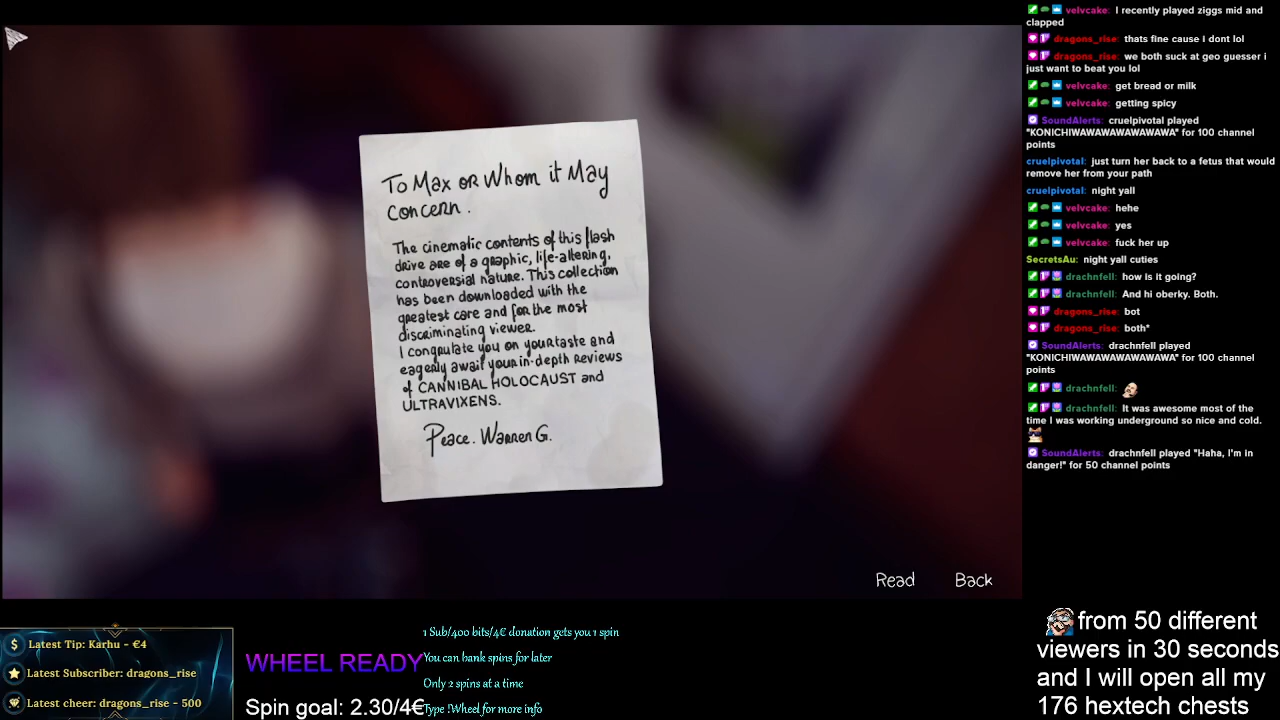 To Max or Whom it May
Concern.
The cinematic contents of this flash
drive are of a graphic, life-altering,
controversial nature. This collection
has been downloaded with the
greatest care and for the most
discriminating viewer.
I congrulate you on your taste and
eagerly await your in-depth reviews
of CANNIBAL HOLOCAUST and
ULTRAVIXENS.
Peace. Warren G.
Read
Back
velvcake: I recently played ziggs mid and
clapped
dragons_rise: thats fine cause i dont lol
dragons_rise: we both suck at geo guesser i
just want to beat you lol
velvcake: get bread or milk
velvcake: getting spicy
SoundAlerts: cruelpivotal played
"KONICHIWAWAWAWAWAWAWA" for 100 channel
points
cruelpivotal: just turn her back to a fetus that would
remove her from your path
cruelpivotal: night yall
velvcake: hehe
velvcake: yes
velvcake: fuck her up
SecretsAu: night yall cuties
drachnfell: how is it going?
drachnfell: And hi oberky. Both.
dragons_rise: bot
dragons_rise: both*
SoundAlerts: drachnfell played
"KONICHIWAWAWAWAWAWAWA" for 100 channel
points
drachnfell:
drachnfell: It was awesome most of the
time I was working underground so nice and cold.
SoundAlerts: drachnfell played "Haha, I'm in
danger!" for 50 channel points
Latest Tip: Karhu - €4
Latest Subscriber: dragons_rise
Latest cheer: dragons_rise - 500
WHEEL READY
Spin goal: 2.30/4€
1 Sub/400 bits/4€ donation gets you 1 spin
You can bank spins for later
Only 2 spins at a time
Type !Wheel for more info
from 50 different
viewers in 30 seconds
and I will open all my
176 hextech chests